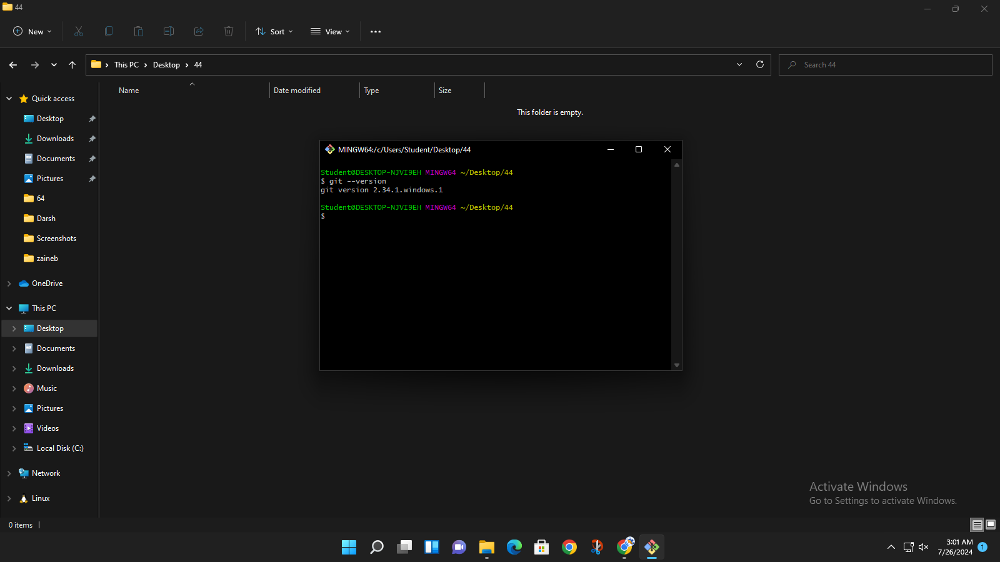 44
New
Sort
View
This PC
Desktop
44
Search 44
Name
Date modified
Type
Size
This folder is empty.
Quick access
Desktop
Downloads
Documents
Pictures
64
Darsh
Screenshots
zaineb
OneDrive
This PC
Desktop
Documents
Downloads
Music
Pictures
Videos
Local Disk (C:)
Network
Linux
MINGW64:/c/Users/Student/Desktop/44
Student@DESKTOP-NJVI9EH MINGW64 ~/Desktop/44
$ git --version
git version 2.34.1.windows.1
Student@DESKTOP-NJVI9EH MINGW64 ~/Desktop/44
$
Activate Windows
Go to Settings to activate Windows.
0 items
3:01 AM
7/26/2024
1